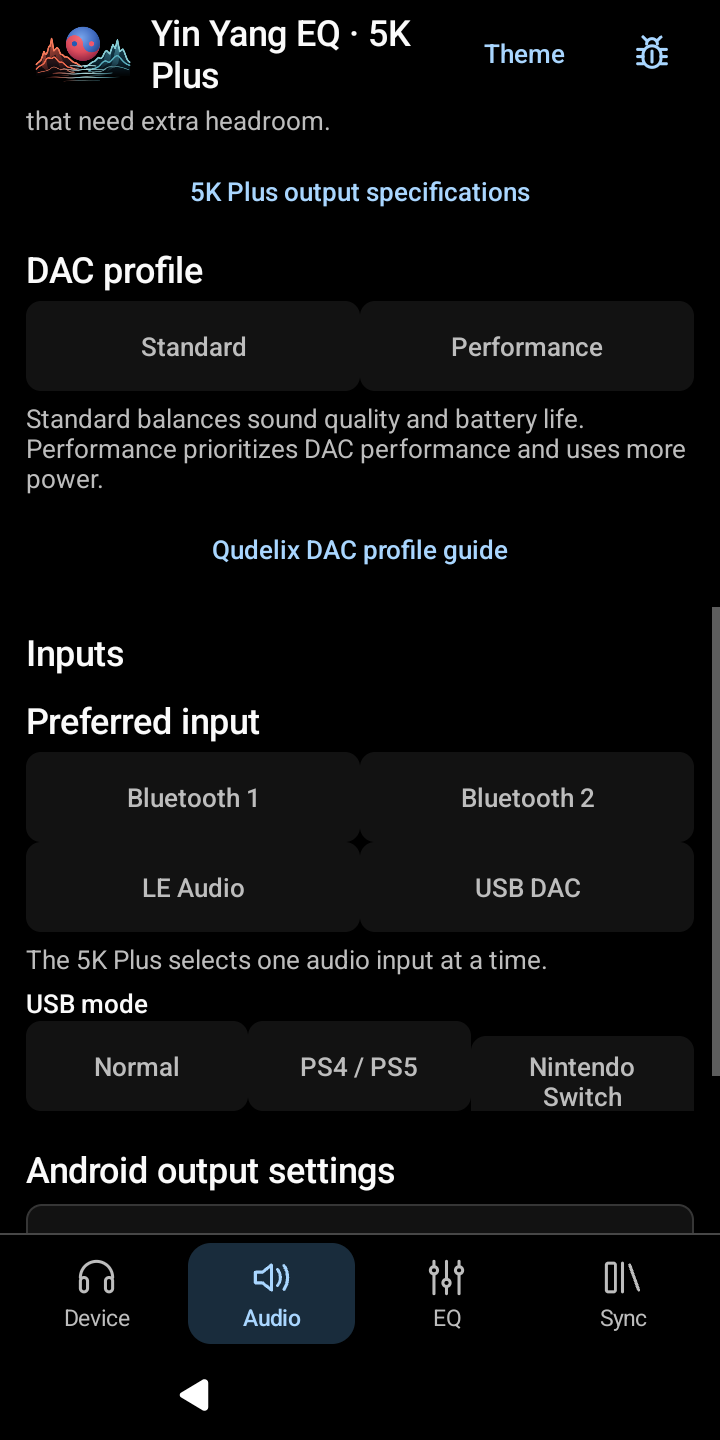 Yin Yang EQ · 5K
Plus
Theme
that need extra headroom.
5K Plus output specifications
DAC profile
Standard
Performance
Standard balances sound quality and battery life.
Performance prioritizes DAC performance and uses more
power.
Qudelix DAC profile guide
Inputs
Preferred input
Bluetooth 1
Bluetooth 2
LE Audio
USB DAC
The 5K Plus selects one audio input at a time.
USB mode
Normal
PS4 / PS5
Nintendo
Switch
Android output settings
Device
Audio
EQ
Sync